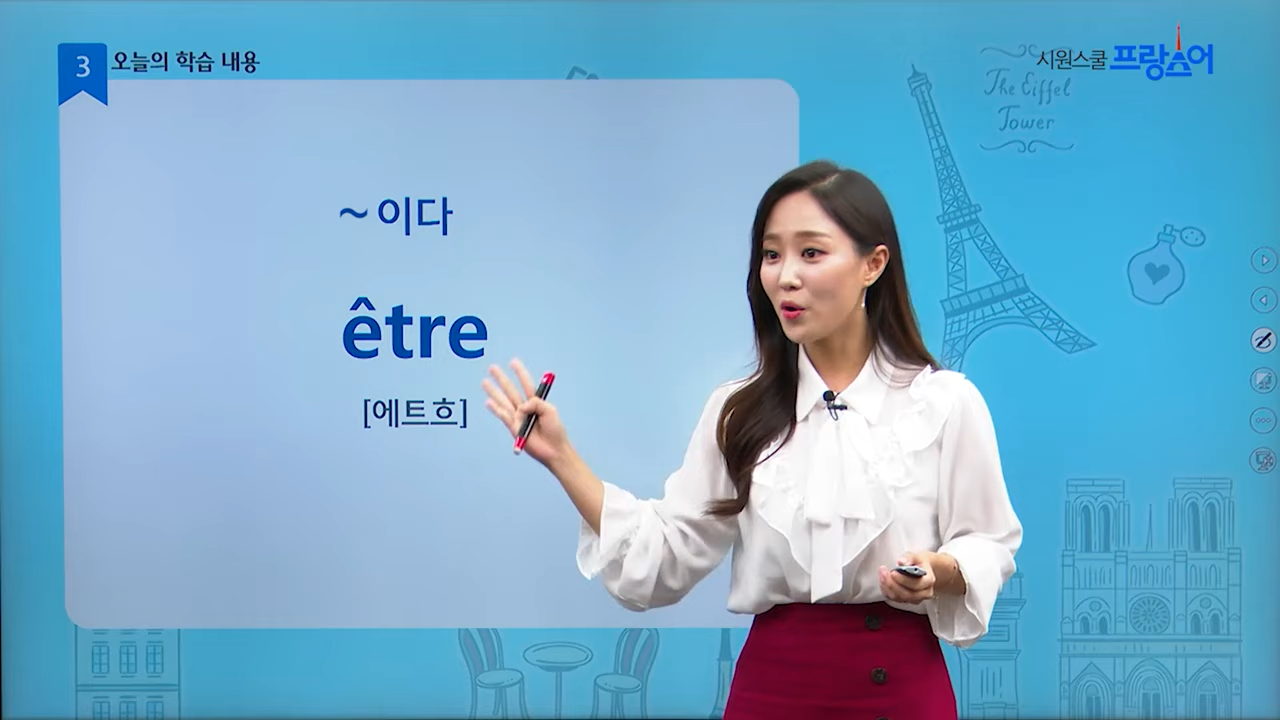 3 오늘의 학습 내용
시원스쿨 프랑스어
The Eiffel
Tower
~이다
être
[에트흐]